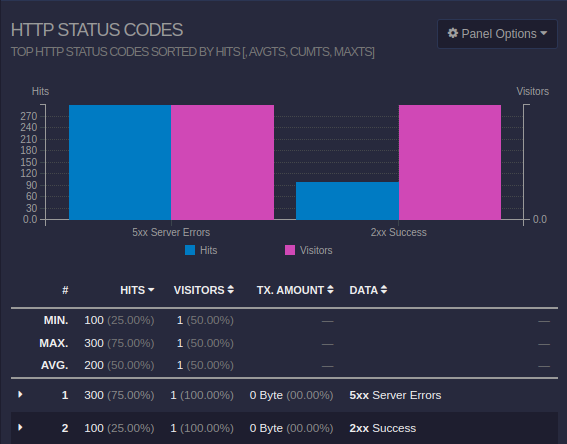 HTTP STATUS CODES
Panel Options
TOP HTTP STATUS CODES SORTED BY HITS [, AVGTS, CUMTS, MAXTS]
Hits Visitors
270
240
210
180
150
120
90
60
30
0.0 0.0
5xx Server Errors 2xx Success
Hits Visitors
# HITS VISITORS TX. AMOUNT DATA
MIN. 100 (25.00%) 1 (50.00%) — —
MAX. 300 (75.00%) 1 (50.00%) — —
AVG. 200 (50.00%) 1 (50.00%) — —
1 300 (75.00%) 1 (100.00%) 0 Byte (00.00%) 5xx Server Errors
2 100 (25.00%) 1 (100.00%) 0 Byte (00.00%) 2xx Success